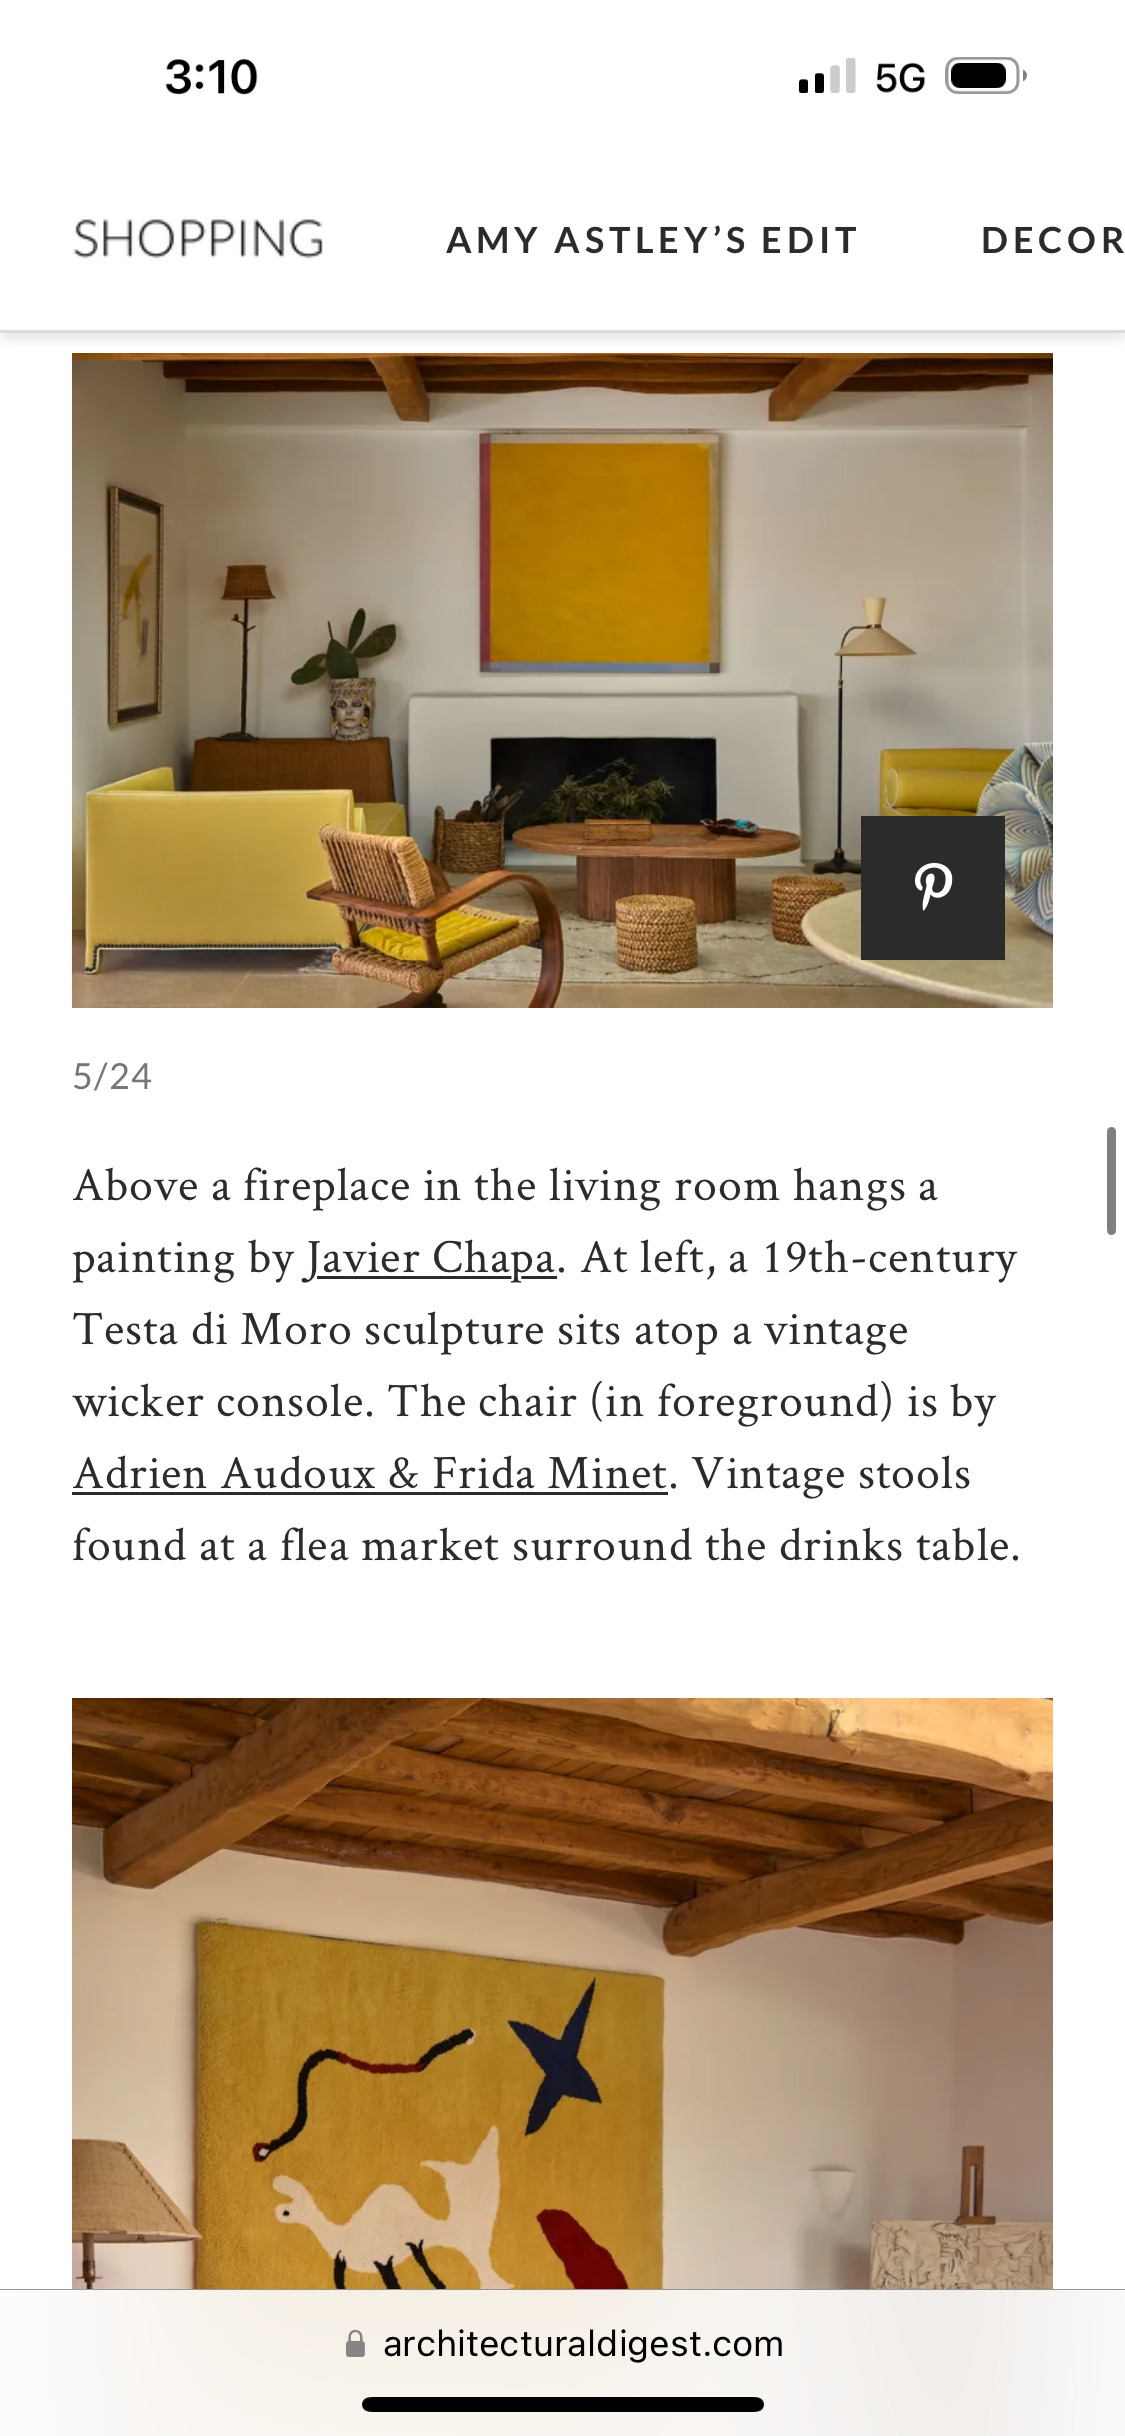 3:10
5G
SHOPPING AMY ASTLEY’S EDIT DECOR
5/24
Above a fireplace in the living room hangs a
painting by Javier Chapa. At left, a 19th-century
Testa di Moro sculpture sits atop a vintage
wicker console. The chair (in foreground) is by
Adrien Audoux & Frida Minet. Vintage stools
found at a flea market surround the drinks table.
architecturaldigest.com